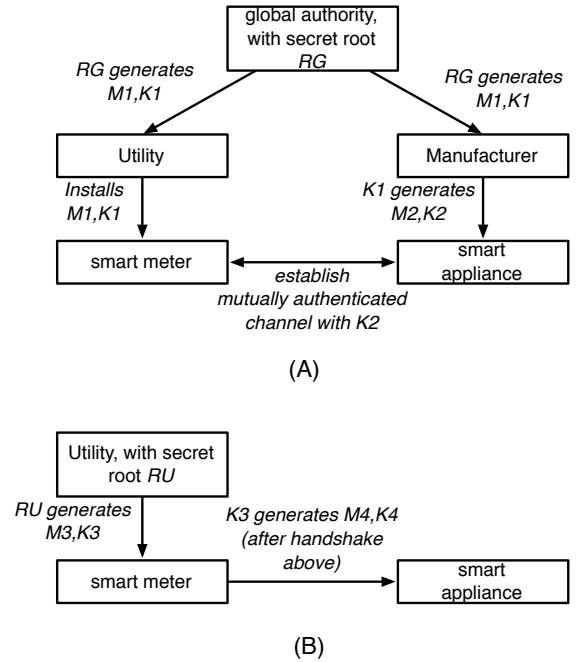 global authority,
with secret root
RG
RG generates
M1,K1
RG generates
M1,K1
Utility
Manufacturer
Installs
M1,K1
K1 generates
M2,K2
smart meter
smart
appliance
establish
mutually authenticated
channel with K2
(A)
Utility, with secret
root RU
RU generates
M3,K3
K3 generates M4,K4
(after handshake
above)
smart meter
smart
appliance
(B)